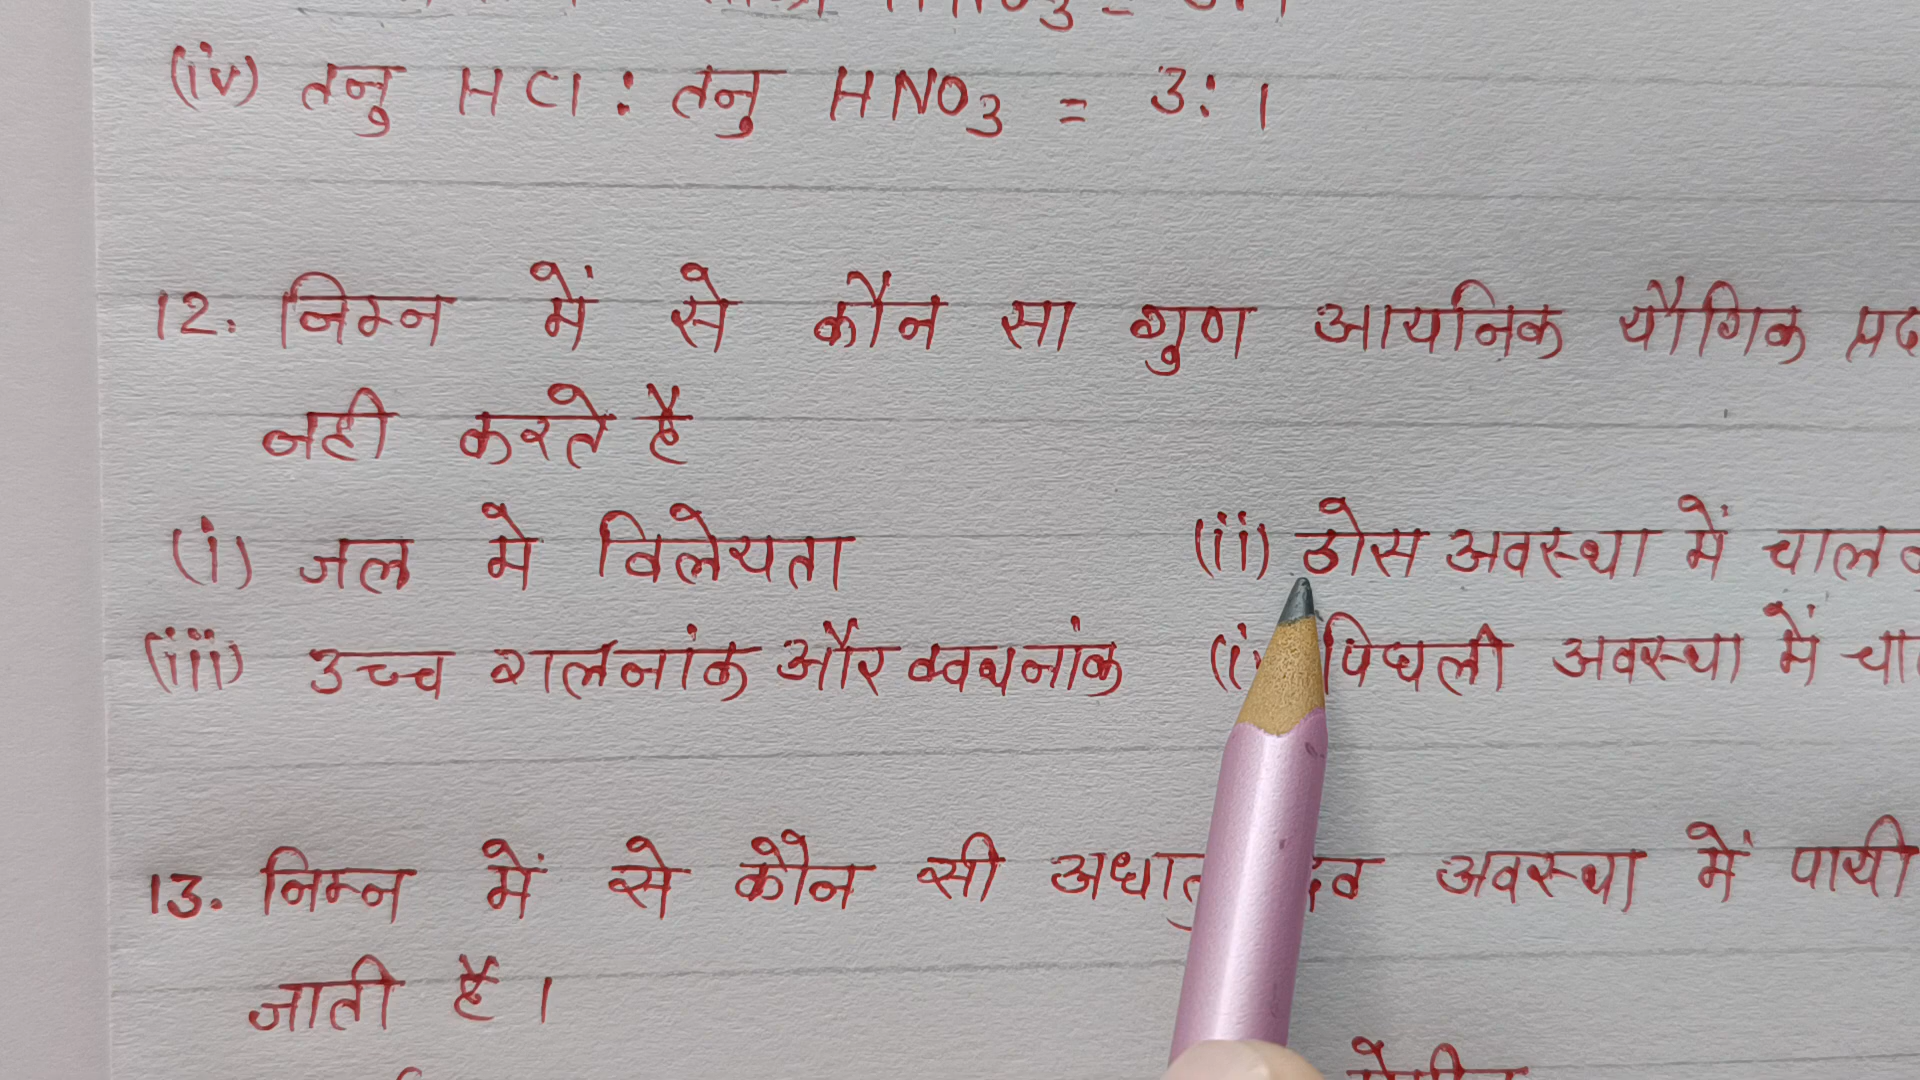 (iv) तनु HCl : तनु HNO3 = 3:1
12. निम्न में से कौन सा गुण आयनिक यौगिक
नही करते है
(i) जल मे विलेयता (ii) ठोस अवस्था में
(iii) उच्च गलनांक और क्वथनांक पिघली अवस्था में
13. निम्न में से कौन सी अवस्था में पायी
जाती है ।